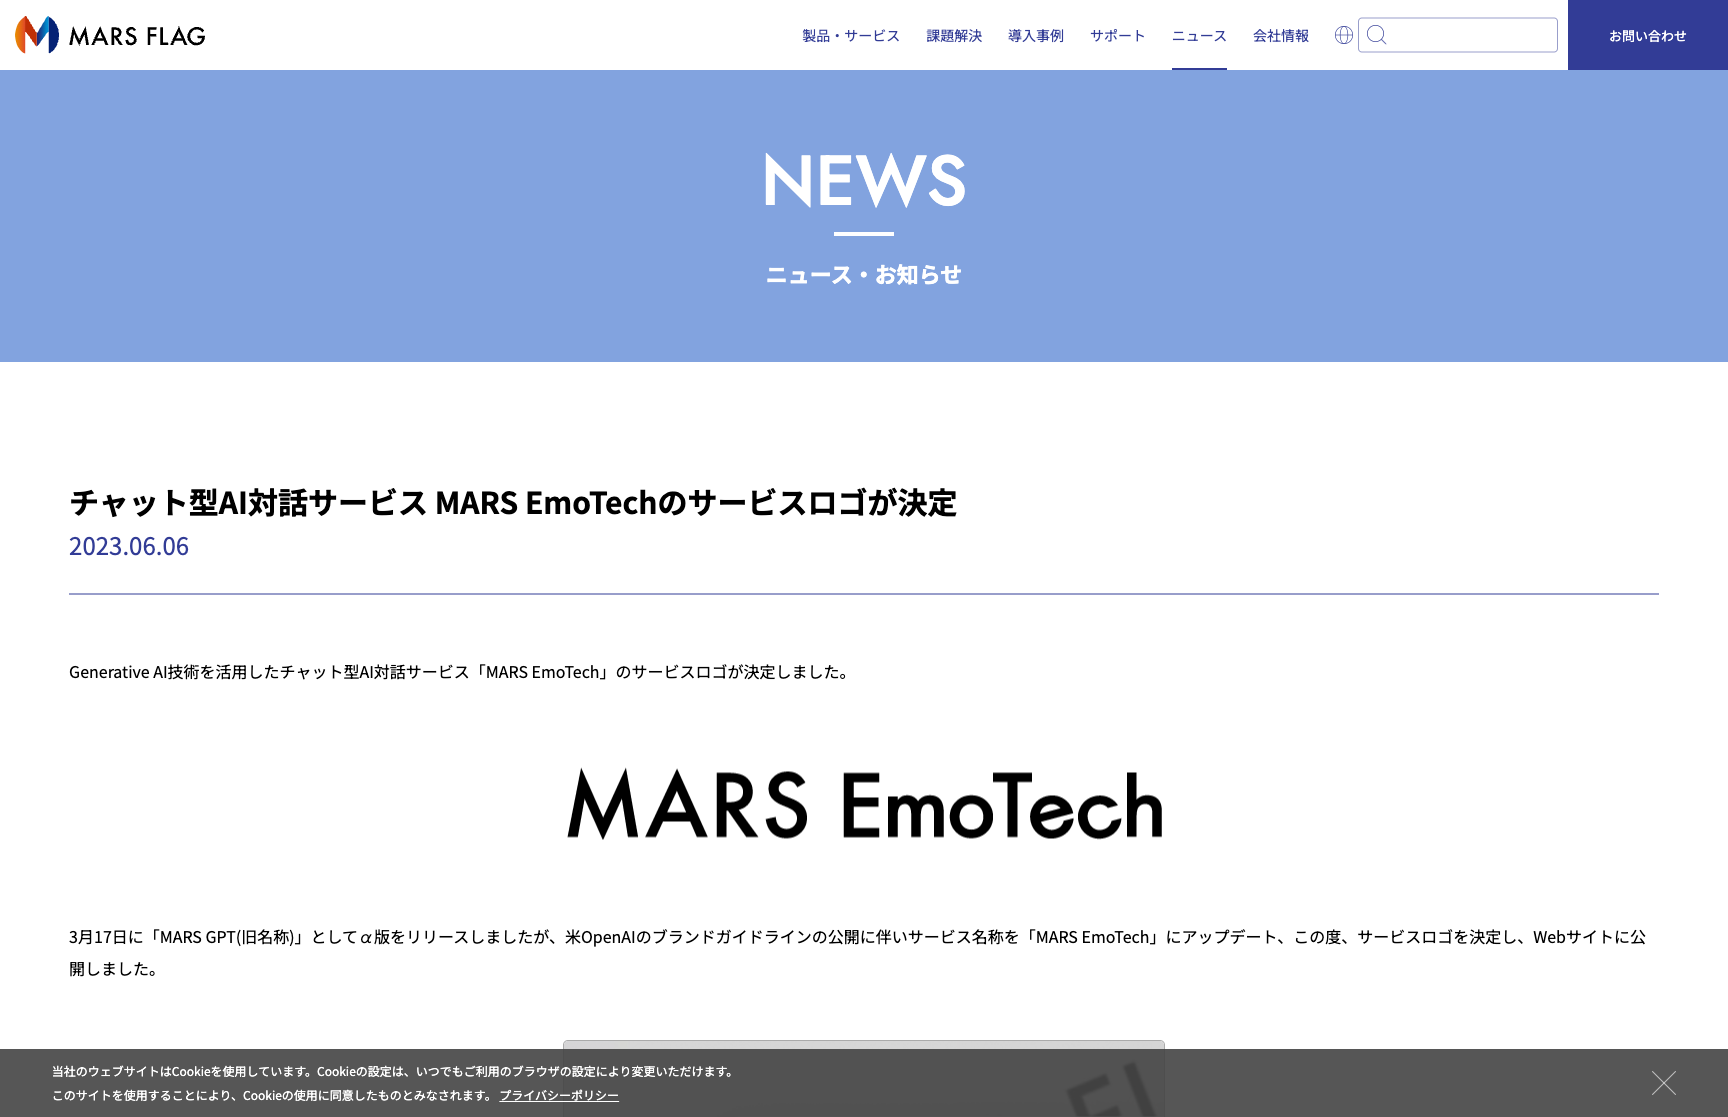 MARS FLAG
製品・サービス 課題解決 導入事例 サポート ニュース 会社情報 お問い合わせ
NEWS
ニュース・お知らせ
チャット型AI対話サービス MARS EmoTechのサービスロゴが決定
2023.06.06
Generative AI技術を活用したチャット型AI対話サービス「MARS EmoTech」のサービスロゴが決定しました。
MARS EmoTech
3月17日に「MARS GPT(旧名称)」としてα版をリリースしましたが、米OpenAIのブランドガイドラインの公開に伴いサービス名称を「MARS EmoTech」にアップデート、この度、サービスロゴを決定し、Webサイトに公
開しました。
当社のウェブサイトはCookieを使用しています。Cookieの設定は、いつでもご利用のブラウザの設定により変更いただけます。
このサイトを使用することにより、Cookieの使用に同意したものとみなされます。 プライバシーポリシー